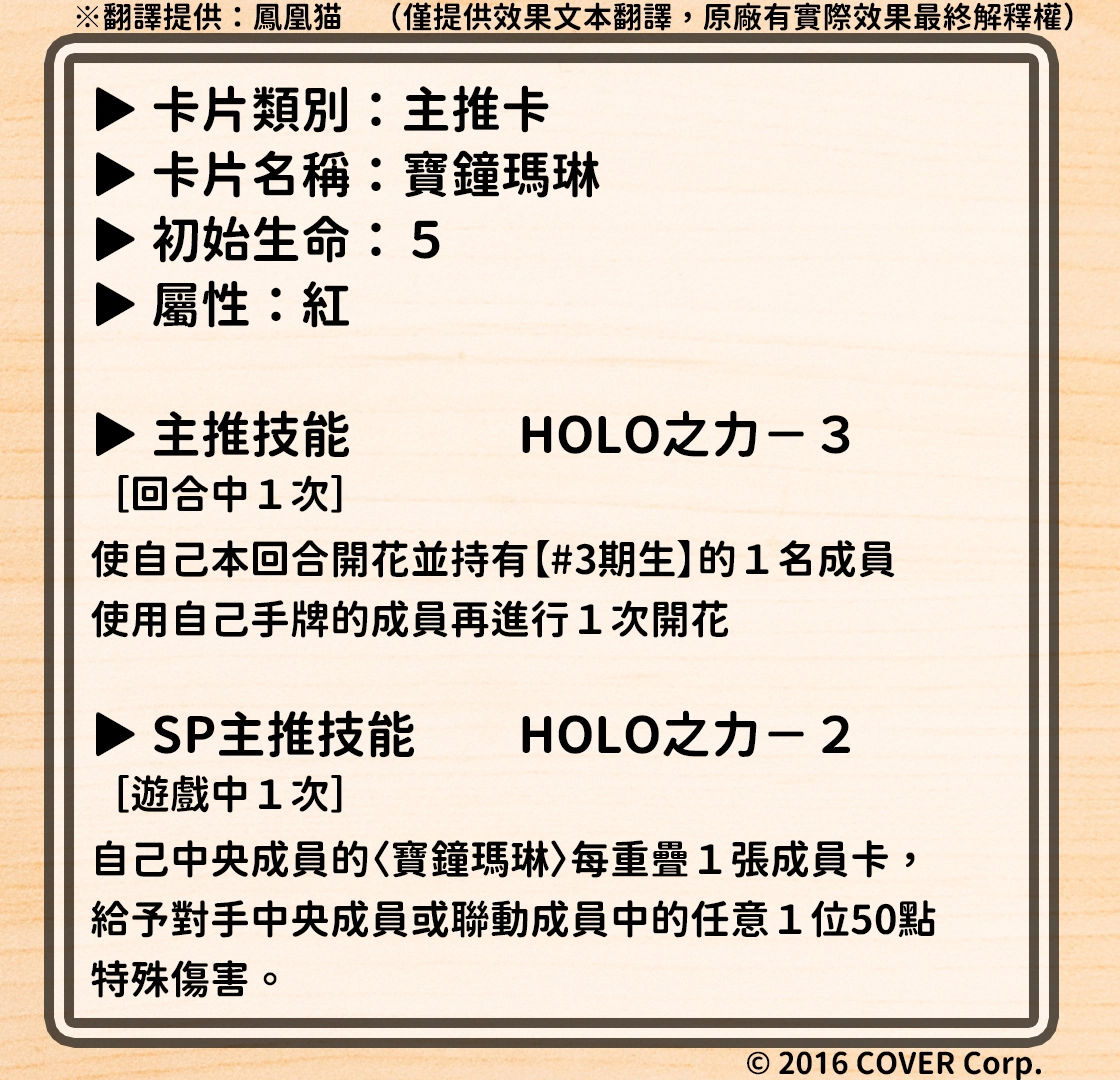 ※翻譯提供：鳳凰猫　（僅提供效果文本翻譯，原廠有實際效果最終解釋權）
▶ 卡片類別：主推卡
▶ 卡片名稱：寶鐘瑪琳
▶ 初始生命：５
▶ 屬性：紅
▶ 主推技能　　　HOLO之力－３
［回合中１次］
使自己本回合開花並持有【#3期生】的１名成員
使用自己手牌的成員再進行１次開花
▶ SP主推技能　　HOLO之力－２
［遊戲中１次］
自己中央成員的〈寶鐘瑪琳〉每重疊１張成員卡，
給予對手中央成員或聯動成員中的任意１位50點
特殊傷害。
© 2016 COVER Corp.